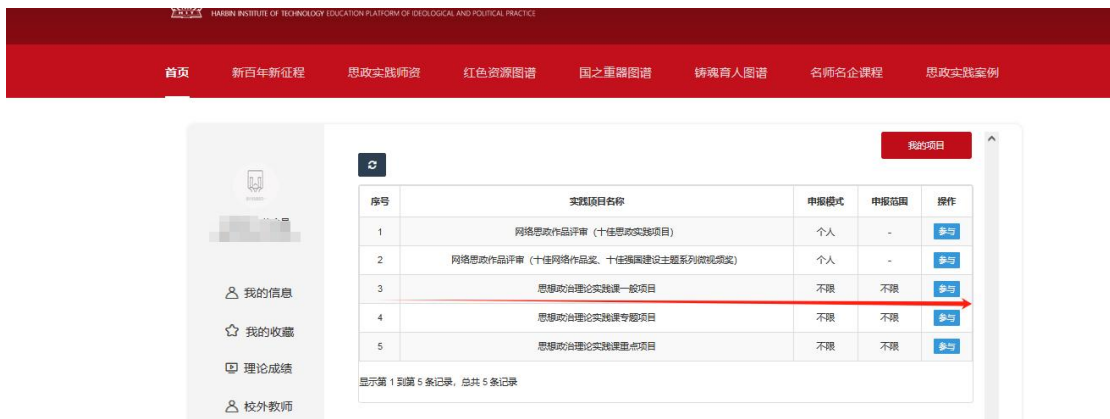 HARBIN INSTITUTE OF TECHNOLOGY EDUCATION PLATFORM OF IDEOLOGICAL AND POLITICAL PRACTICE
首页 新百年新征程 思政实践师资 红色资源图谱 国之重器图谱 铸魂育人图谱 名师名企课程 思政实践案例
我的项目
序号 实践项目名称 申报模式 申报范围 操作
1 网络思政作品评审（十佳思政实践项目） 个人 - 参与
2 网络思政作品评审（十佳网络作品奖、十佳强国建设主题系列微视频奖） 个人 - 参与
3 思想政治理论实践课一般项目 不限 不限 参与
4 思想政治理论实践课专题项目 不限 不限 参与
5 思想政治理论实践课重点项目 不限 不限 参与
显示第 1 到第 5 条记录，总共 5 条记录
我的信息
我的收藏
理论成绩
校外教师